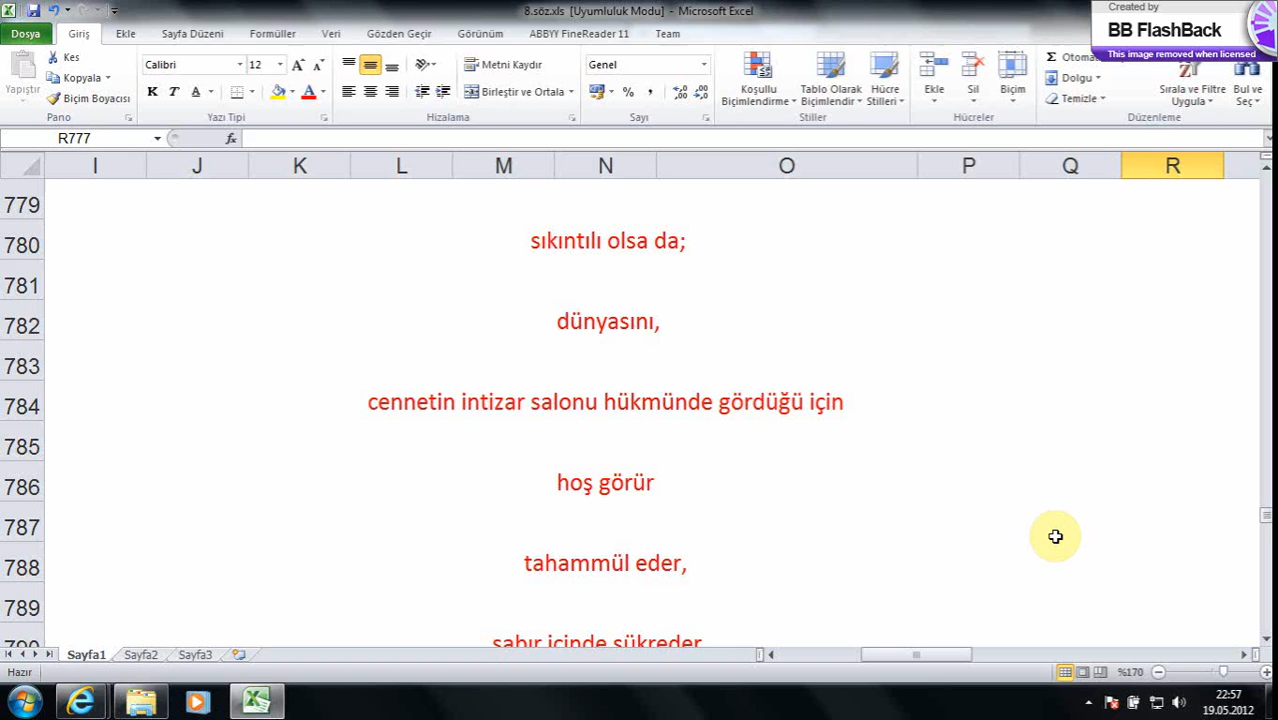 8.söz.xls [Uyumluluk Modu] - Microsoft Excel
Created by
BB FlashBack
This image removed when licensed
Dosya Giriş Ekle Sayfa Düzeni Formüller Veri Gözden Geçir Görünüm ABBYY FineReader 11 Team
Yapıştır
Kes
Kopyala
Biçim Boyacısı
Pano
Calibri 12
K T A
Yazı Tipi
Metni Kaydır
Birleştir ve Ortala
Hizalama
Genel
Sayı
Koşullu Biçimlendirme
Tablo Olarak Biçimlendir
Hücre Stilleri
Stiller
Ekle Sil Biçim
Hücreler
Dolgu
Temizle
Sırala ve Filtre Uygula
Bul ve Seç
Düzenleme
R777 fx
I J K L M N O P Q R
779
780 sıkıntılı olsa da;
781
782 dünyasını,
783
784 cennetin intizar salonu hükmünde gördüğü için
785
786 hoş görür
787
788 tahammül eder,
789
790 sabır içinde şükreder
Sayfa1 Sayfa2 Sayfa3
Hazır %170
22:57
19.05.2012